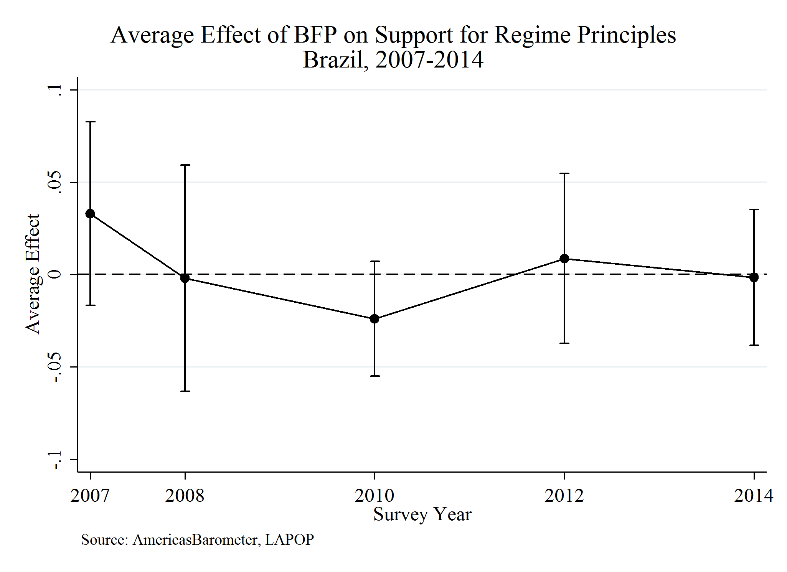 Average Effect of BFP on Support for Regime Principles
Brazil, 2007-2014
Average Effect
.1
.05
0
-.05
-.1
2007 2008 2010 2012 2014
Survey Year
Source: AmericasBarometer, LAPOP